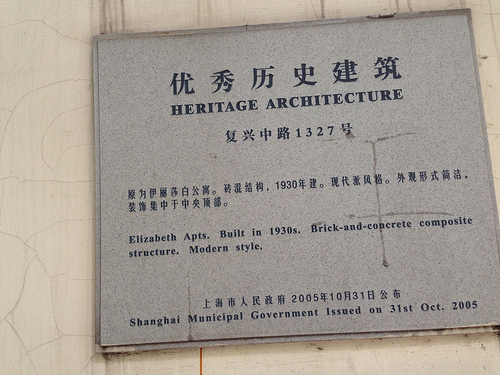 优秀历史建筑
HERITAGE ARCHITECTURE
复兴中路1327号
原为伊丽莎白公寓。砖混结构，1930年建。现代派风格。外观形式简洁，
装饰集中于中央顶部。
Elizabeth Apts. Built in 1930s. Brick-and-concrete composite
structure. Modern style.
上海市人民政府 2005年10月31日公布
Shanghai Municipal Government Issued on 31st Oct. 2005